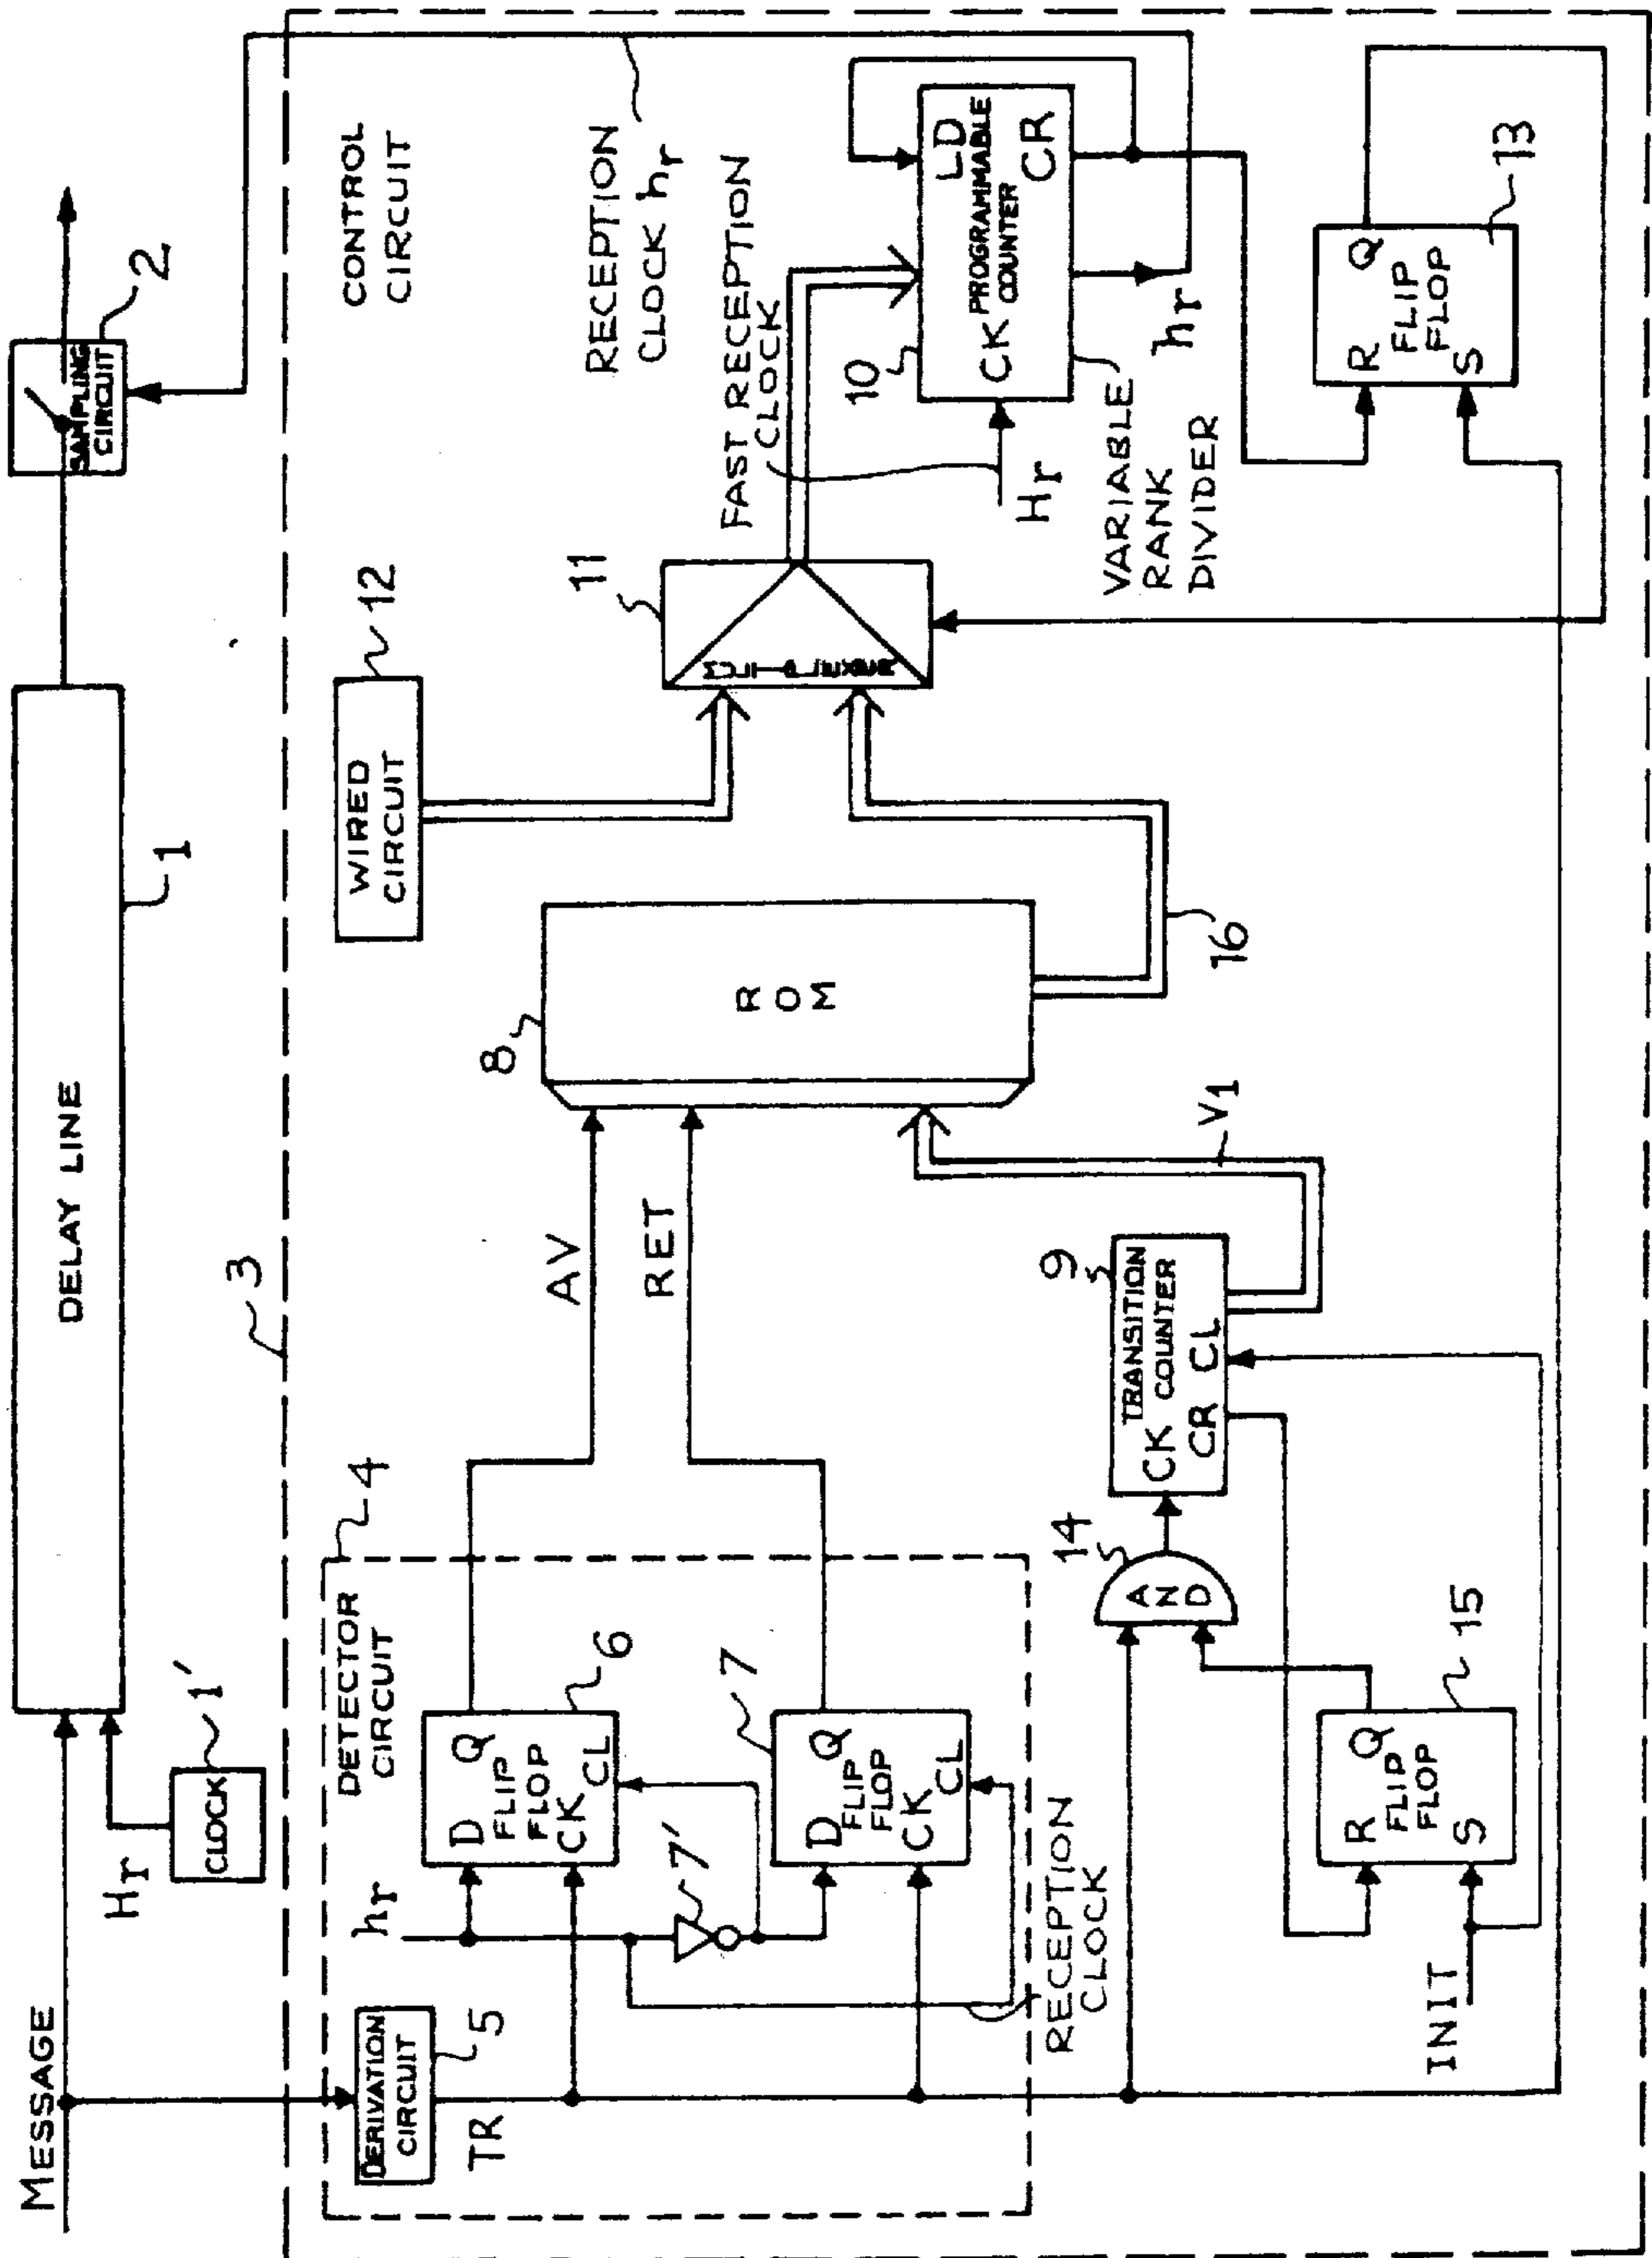 MESSAGE
Hr
CLOCK
1'
DELAY LINE
1
SAMPLING
CIRCUIT
2
3
CONTROL
CIRCUIT
DERIVATION
CIRCUIT
5
TR
DETECTOR
CIRCUIT
4
hr
D Q
FLIP
FLOP
CK CL
6
7'
7
D Q
FLIP
FLOP
CK CL
RECEPTION
CLOCK
AV
RET
8
ROM
16
WIRED
CIRCUIT
12
11
RECEPTION
CLOCK hr
FAST RECEPTION
CLOCK
10
LD
CK PROGRAMMABLE
COUNTER
CR
Hr
hr
VARIABLE
RANK
DIVIDER
R Q
FLIP
FLOP
S
13
14
AND
9
TRANSITION
CK COUNTER
CR CL
V1
INIT
R Q
FLIP
FLOP
S
15